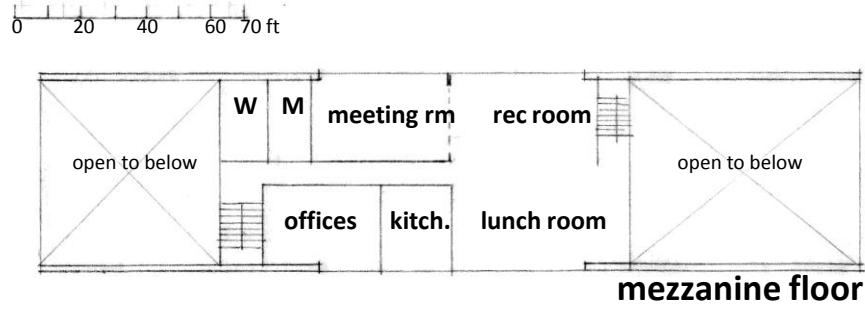 0 20 40 60 70 ft
W M
meeting rm rec room
open to below open to below
offices kitch. lunch room
mezzanine floor